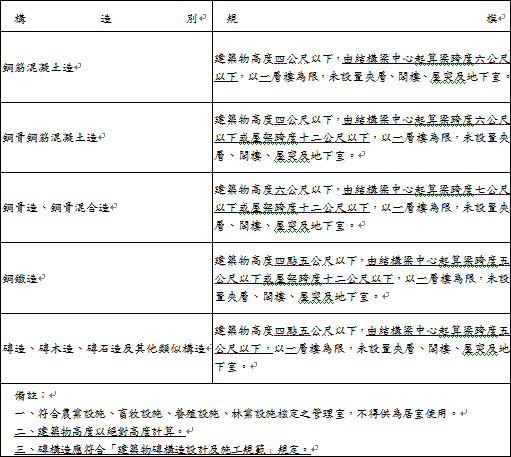 構造別 規模
鋼筋混凝土造
建築物高度四公尺以下，由結構梁中心起算梁跨度六公尺
以下，以一層樓為限，未設置夾層、閣樓、屋突及地下室。
鋼骨鋼筋混凝土造
建築物高度四公尺以下，由結構梁中心起算梁跨度六公尺
以下或屋架跨度十二公尺以下，以一層樓為限，未設置夾
層、閣樓、屋突及地下室。
鋼骨造、鋼骨混合造
建築物高度六公尺以下，由結構梁中心起算梁跨度七公尺
以下或屋架跨度十二公尺以下，以一層樓為限，未設置夾
層、閣樓、屋突及地下室。
鋼鐵造
建築物高度四點五公尺以下，由結構梁中心起算梁跨度五
公尺以下或屋架跨度十二公尺以下，以一層樓為限，未設
置夾層、閣樓、屋突及地下室。
磚造、磚木造、磚石造及其他類似構造
建築物高度四點五公尺以下，由結構梁中心起算梁跨度五
公尺以下，以一層樓為限，未設置夾層、閣樓、屋突及地
下室。
備註：
一、符合農業設施、畜牧設施、養殖設施、林業設施核定之管理室，不得供為居室使用。
二、建築物高度以絕對高度計算。
三、磚構造應符合「建築物磚構造設計及施工規範」規定。